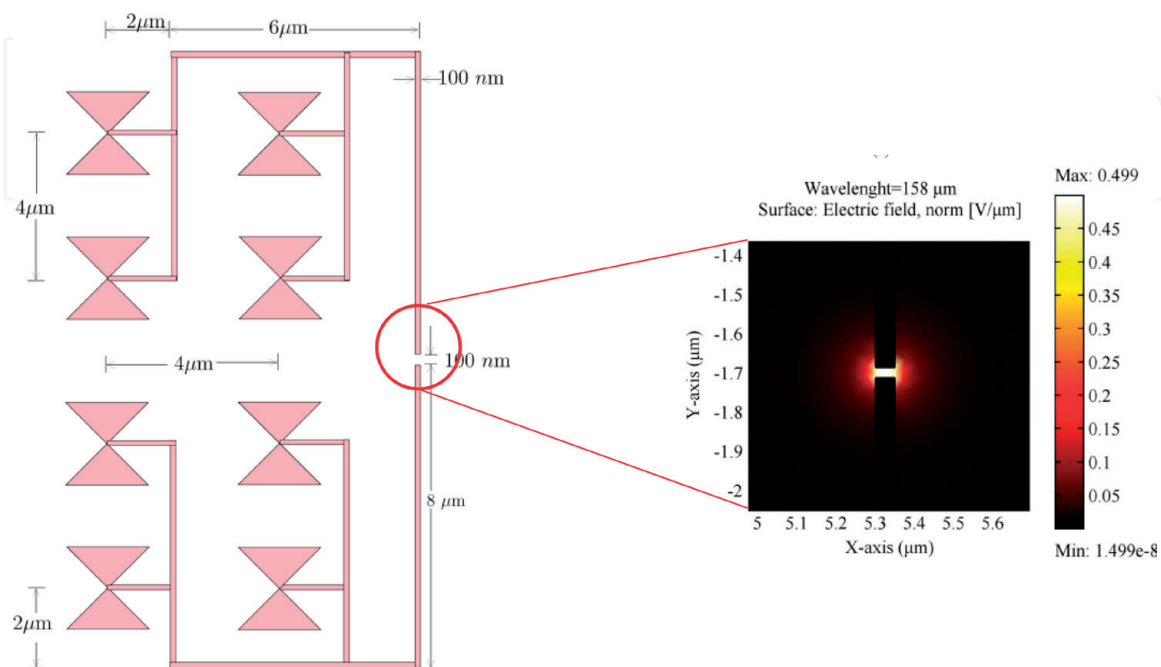 2μm
6μm
100 nm
4μm
4μm
100 nm
8 μm
2μm
Wavelenght=158 μm
Surface: Electric field, norm [V/μm]
Max: 0.499
-1.4
-1.5
-1.6
-1.7
-1.8
-1.9
-2
Y-axis (μm)
5 5.1 5.2 5.3 5.4 5.5 5.6
X-axis (μm)
0.45
0.4
0.35
0.3
0.25
0.2
0.15
0.1
0.05
Min: 1.499e-8